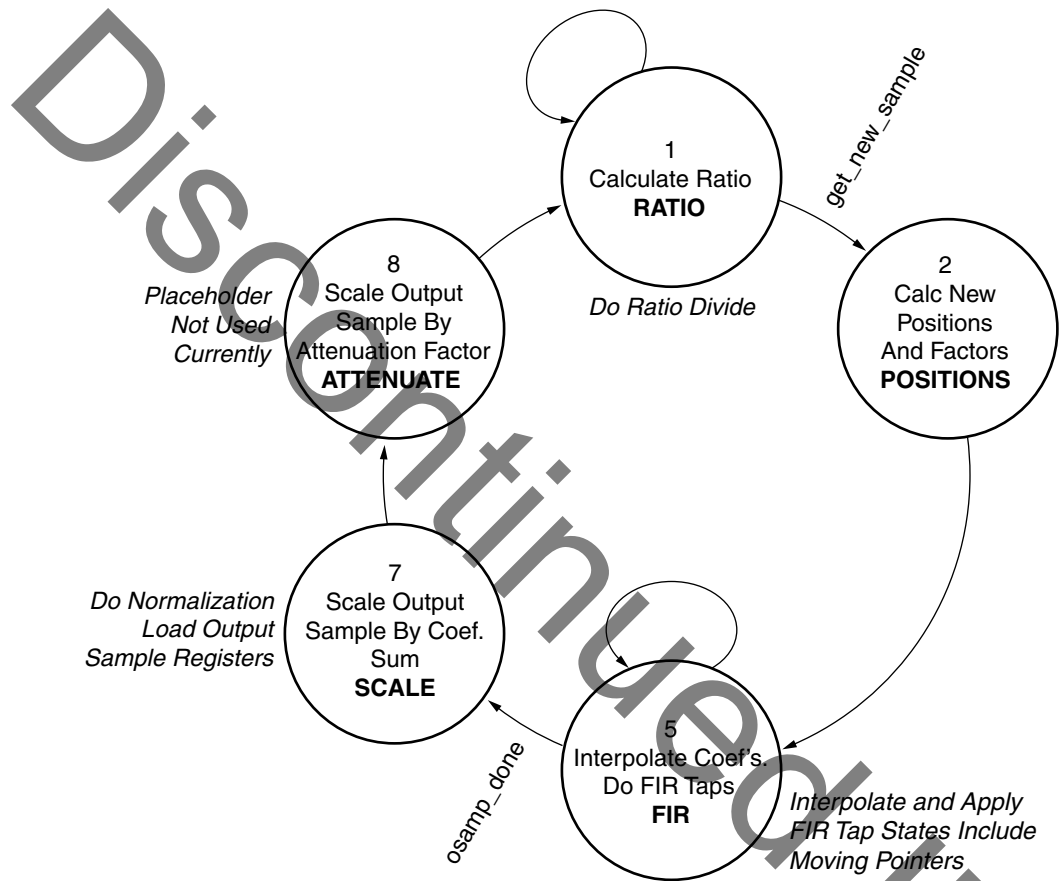 get_new_sample
1
Calculate Ratio
RATIO
Do Ratio Divide
2
Calc New
Positions
And Factors
POSITIONS
8
Scale Output
Sample By
Attenuation Factor
ATTENUATE
Placeholder
Not Used
Currently
7
Scale Output
Sample By Coef.
Sum
SCALE
Do Normalization
Load Output
Sample Registers
5
Interpolate Coef's.
Do FIR Taps
FIR
osamp_done
Interpolate and Apply
FIR Tap States Include
Moving Pointers
Discontinued